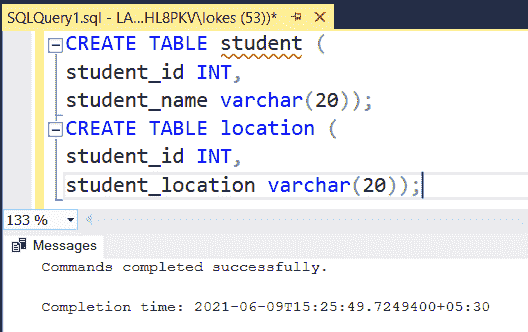 SQLQuery1.sql - LA...HL8PKV\lokes (53))*
CREATE TABLE student (
student_id INT,
student_name varchar(20));
CREATE TABLE location (
student_id INT,
student_location varchar(20));
133 %
Messages
Commands completed successfully.
Completion time: 2021-06-09T15:25:49.7249400+05:30